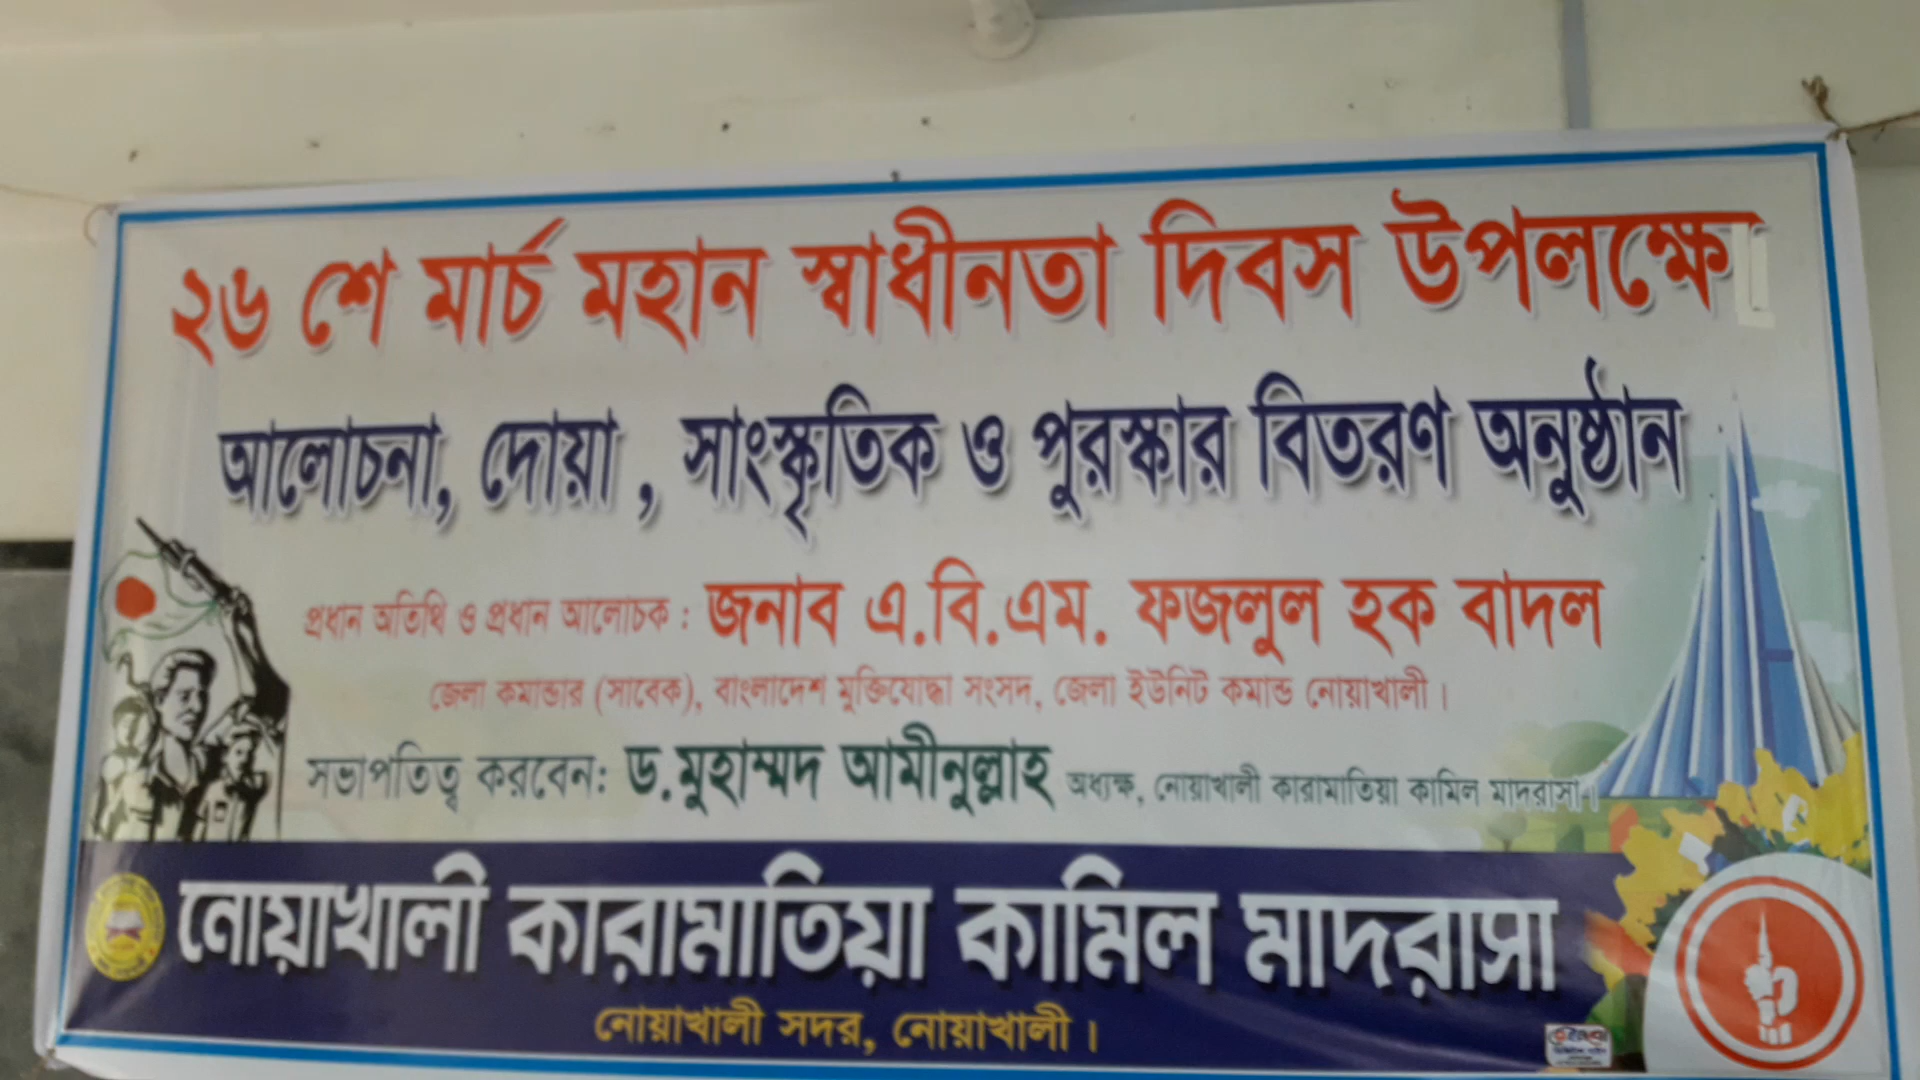 ২৬ শে মার্চ মহান স্বাধীনতা দিবস উপলক্ষে
আলোচনা, দোয়া , সাংস্কৃতিক ও পুরস্কার বিতরণ অনুষ্ঠান
প্রধান অতিথি ও প্রধান আলোচক : জনাব এ.বি.এম. ফজলুল হক বাদল
জেলা কমান্ডার (সাবেক), বাংলাদেশ মুক্তিযোদ্ধা সংসদ, জেলা ইউনিট কমান্ড নোয়াখালী।
সভাপতিত্ব করবেন: ড.মুহাম্মদ আমীনুল্লাহ অধ্যক্ষ, নোয়াখালী কারামাতিয়া কামিল মাদরাসা।
নোয়াখালী কারামাতিয়া কামিল মাদরাসা
নোয়াখালী সদর, নোয়াখালী।